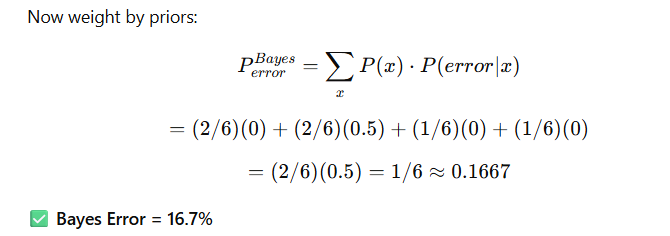 Now weight by priors:
P_{error}^{Bayes} = \sum_{x} P(x) · P(error|x)
= (2/6)(0) + (2/6)(0.5) + (1/6)(0) + (1/6)(0)
= (2/6)(0.5) = 1/6 ≈ 0.1667
✅ Bayes Error = 16.7%